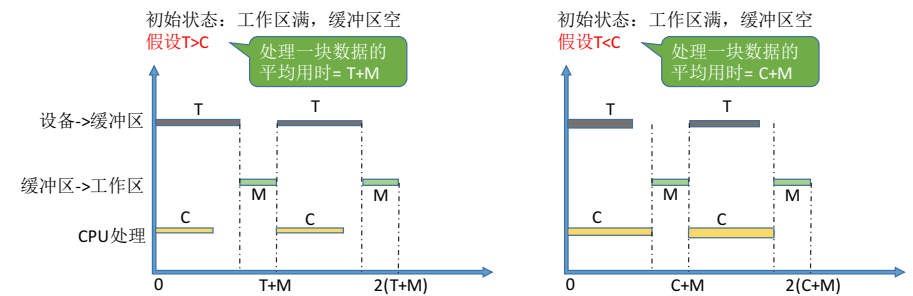 初始状态：工作区满，缓冲区空
假设T>C
处理一块数据的
平均用时= T+M
设备->缓冲区
T
T
缓冲区->工作区
M
M
CPU处理
C
C
0
T+M
2(T+M)
初始状态：工作区满，缓冲区空
假设T<C
处理一块数据的
平均用时= C+M
T
T
M
M
C
C
0
C+M
2(C+M)